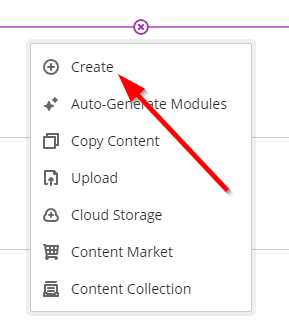 Create
Auto-Generate Modules
Copy Content
Upload
Cloud Storage
Content Market
Content Collection